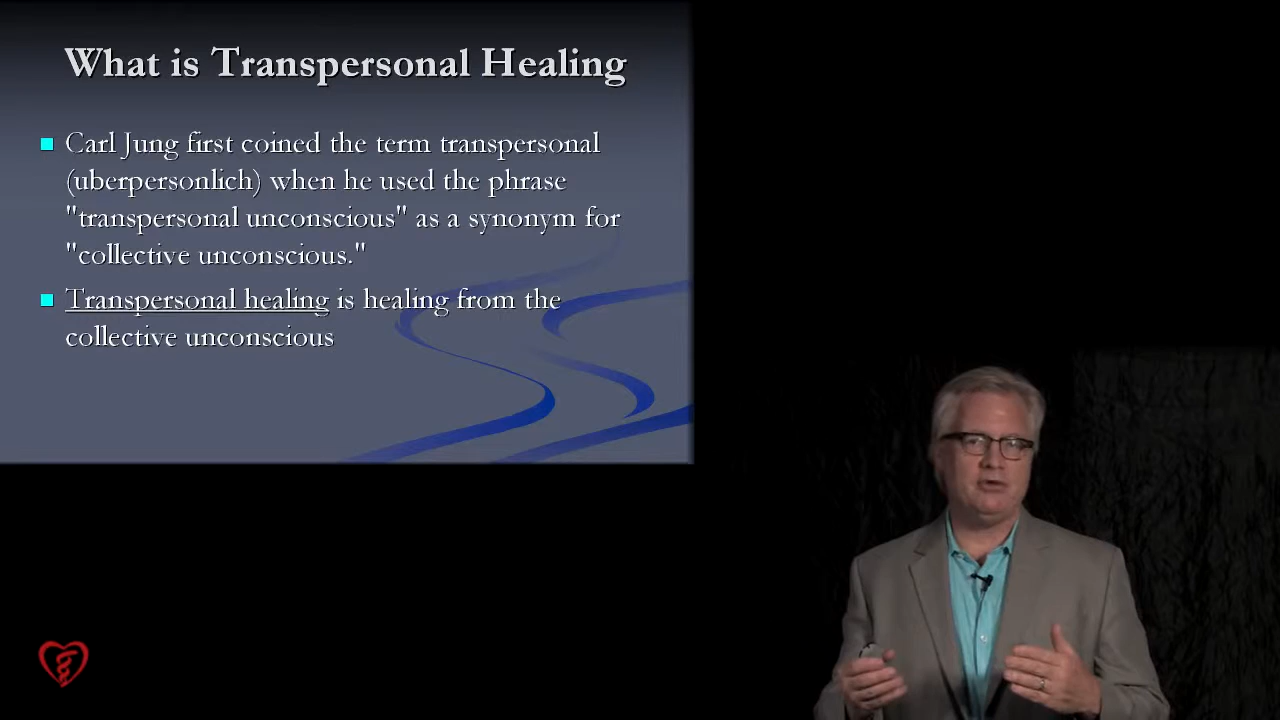 What is Transpersonal Healing
Carl Jung first coined the term transpersonal
(uberpersonlich) when he used the phrase
"transpersonal unconscious" as a synonym for
"collective unconscious."
Transpersonal healing is healing from the
collective unconscious